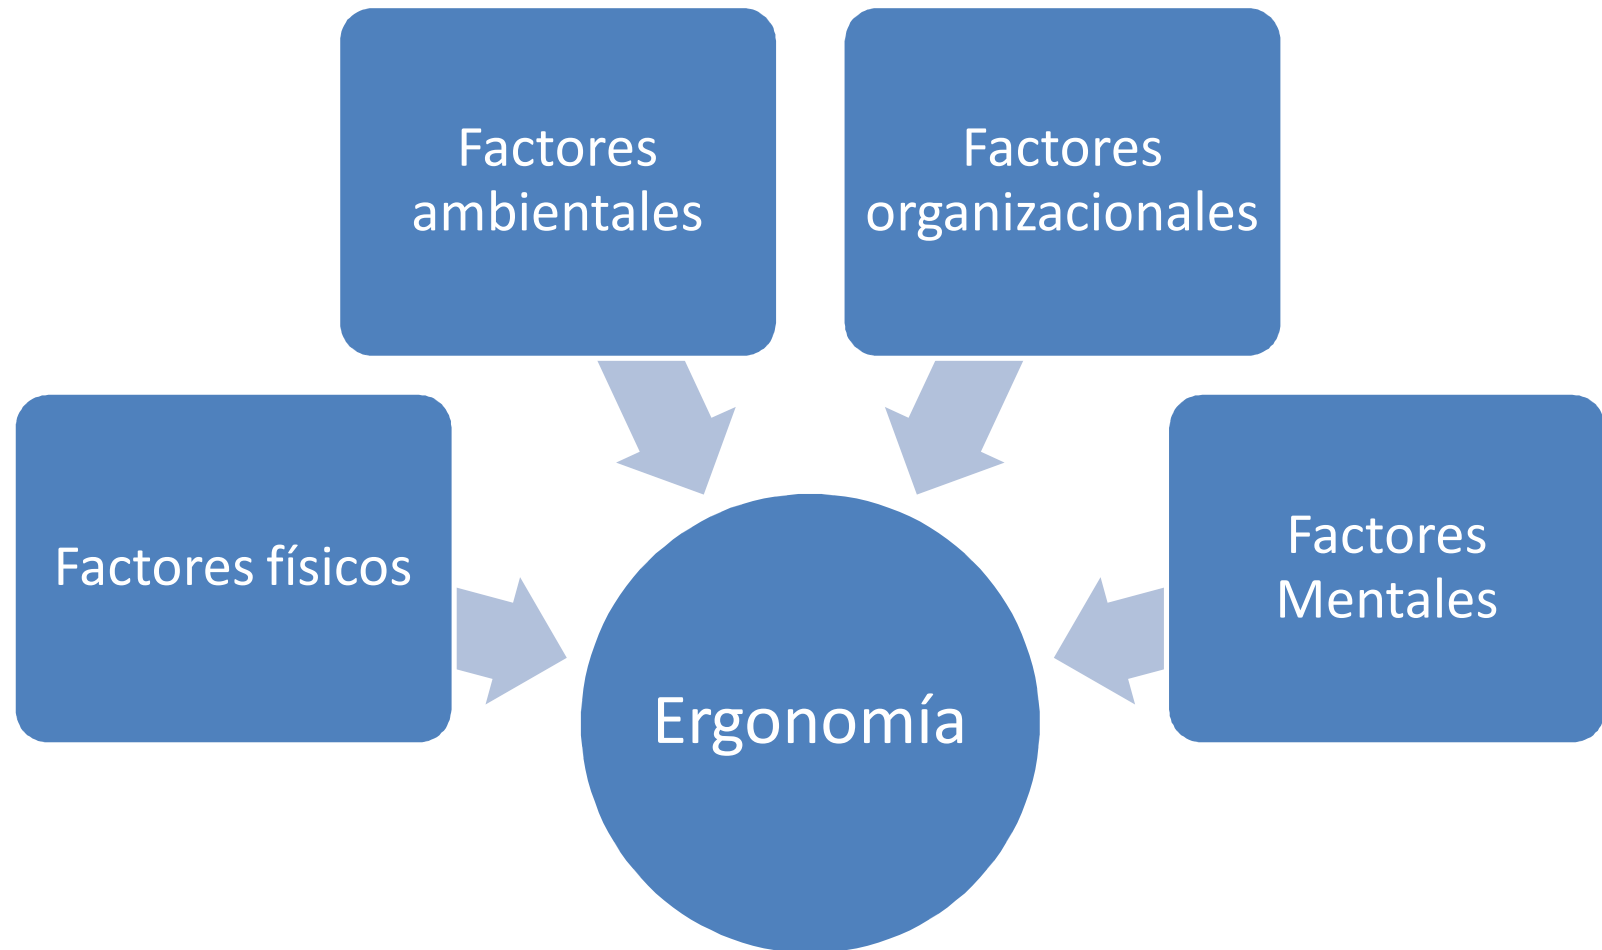 Factores
ambientales
Factores
organizacionales
Factores físicos
Factores
Mentales
Ergonomía